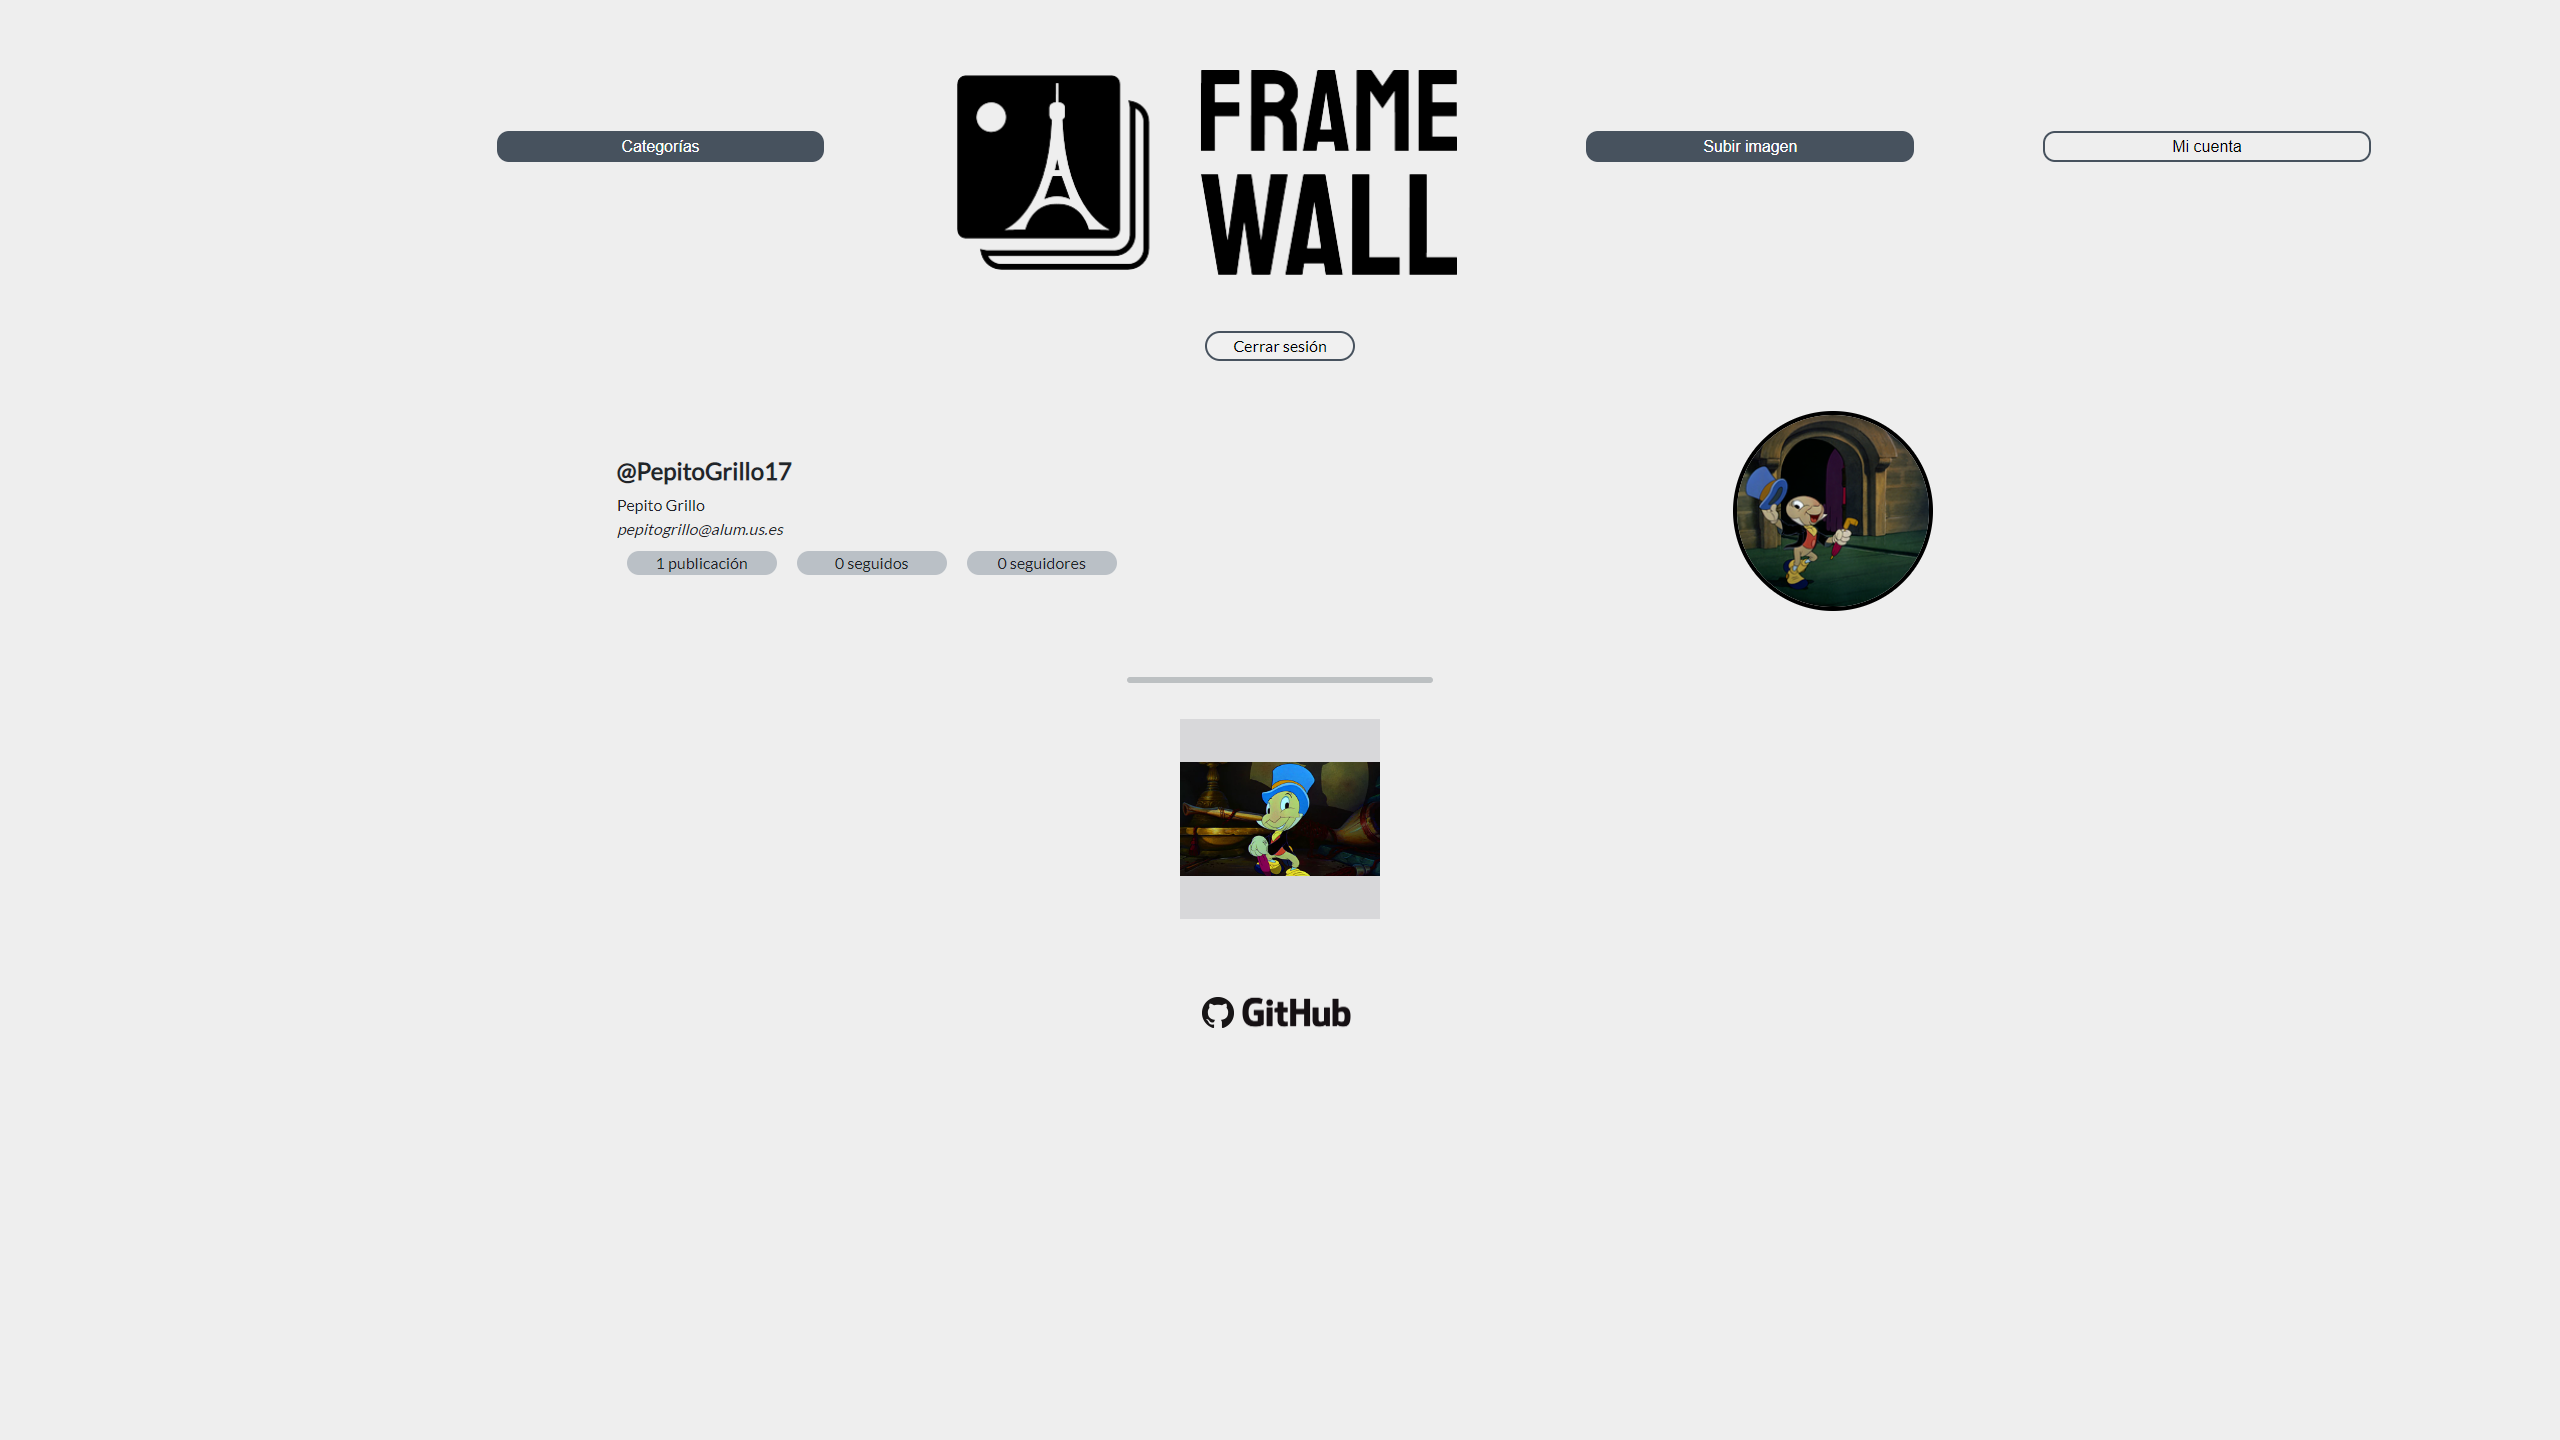 Categorías
FRAME
WALL
Subir imagen
Mi cuenta
Cerrar sesión
@PepitoGrillo17
Pepito Grillo
pepitogrillo@alum.us.es
1 publicación
0 seguidos
0 seguidores
GitHub